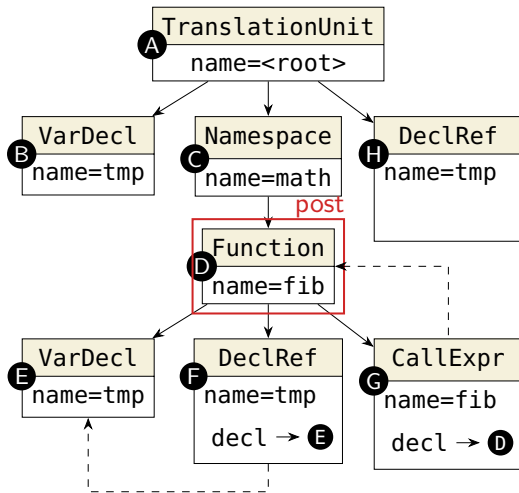 TranslationUnit
A
name=<root>
VarDecl
B
name=tmp
Namespace
C
name=math
DeclRef
H
name=tmp
post
Function
D
name=fib
VarDecl
E
name=tmp
DeclRef
F
name=tmp
decl → E
CallExpr
G
name=fib
decl → D